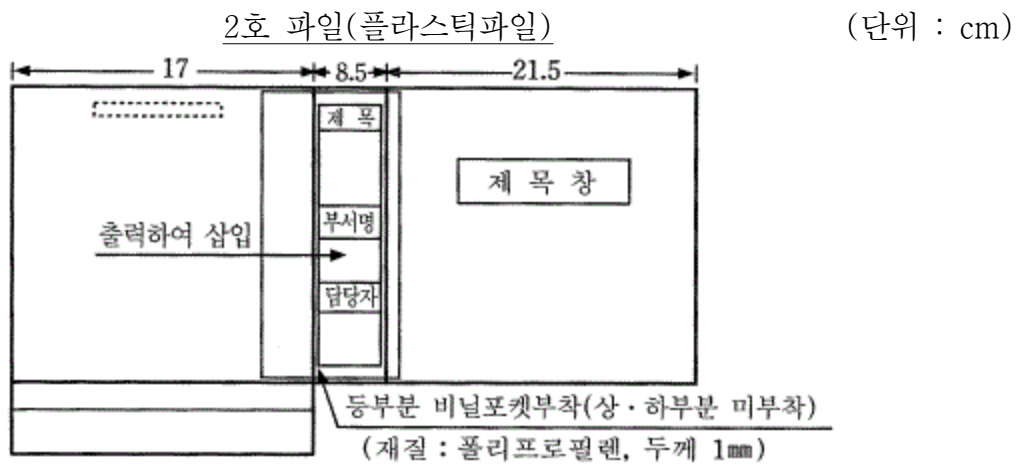 2호 파일(플라스틱파일) (단위 : cm)
17 8.5 21.5
제 목
제 목 창
부서명
출력하여 삽입
담당자
등부분 비닐포켓부착(상·하부분 미부착)
(재질 : 폴리프로필렌, 두께 1㎜)